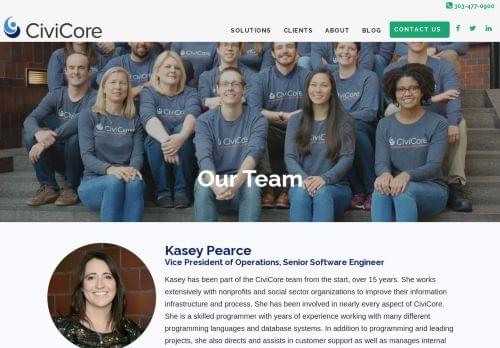 303-477-0900
CiviCore
SOLUTIONS CLIENTS ABOUT BLOG CONTACT US
CiviCore CiviCore CiviCore CiviCore CiviCore
Our Team
Kasey Pearce
Vice President of Operations, Senior Software Engineer
Kasey has been part of the CiviCore team from the start, over 15 years. She works
extensively with nonprofits and social sector organizations to improve their information
infrastructure and process. She has been involved in nearly every aspect of CiviCore.
She is a skilled programmer with years of experience working with many different
programming languages and database systems. In addition to programming and leading
projects, she also directs and assists in customer support as well as manages internal